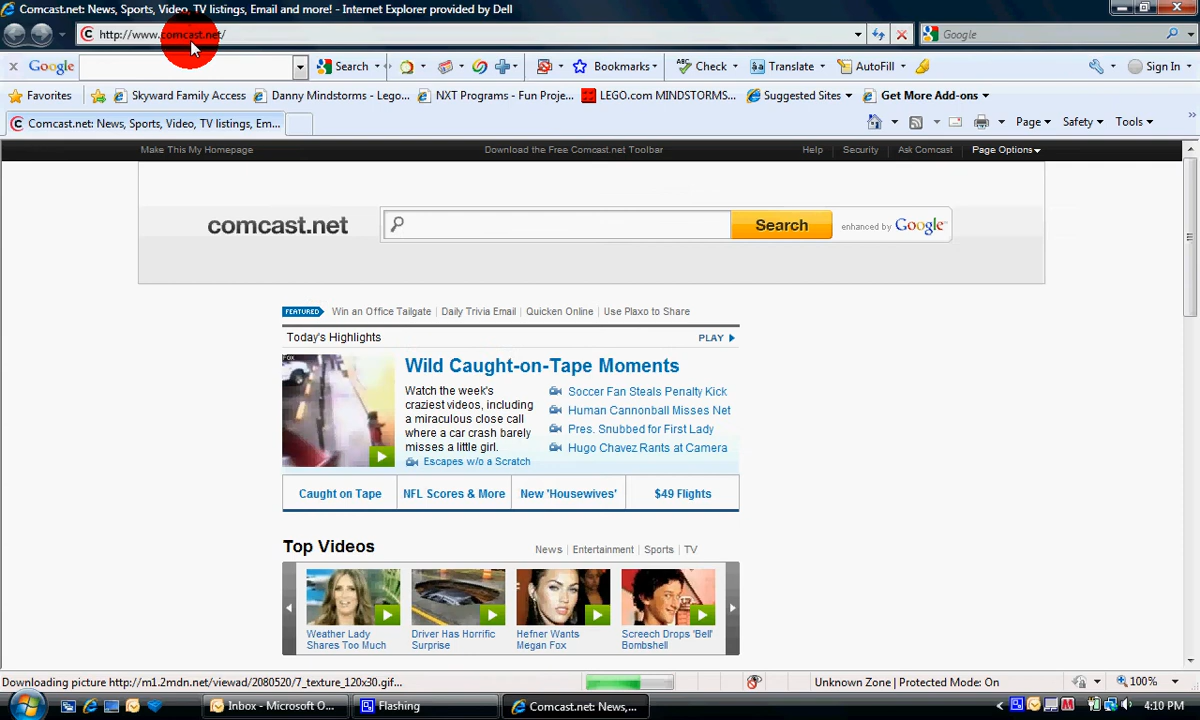 Comcast.net: News, Sports, Video, TV listings, Email and more! - Internet Explorer provided by Dell
http://www.comcast.net/
Google
Google
Search
Bookmarks
Check
Translate
AutoFill
Sign In
Favorites
Skyward Family Access
Danny Mindstorms - Lego...
NXT Programs - Fun Proje...
LEGO.com MINDSTORMS...
Suggested Sites
Get More Add-ons
Comcast.net: News, Sports, Video, TV listings, Em...
Page
Safety
Tools
Make This My Homepage
Download the Free Comcast.net Toolbar
Help
Security
Ask Comcast
Page Options
comcast.net
Search
enhanced by Google
FEATURED
Win an Office Tailgate | Daily Trivia Email | Quicken Online | Use Plaxo to Share
Today's Highlights
PLAY
FOX
Wild Caught-on-Tape Moments
Watch the week's
craziest videos, including
a miraculous close call
where a car crash barely
misses a little girl.
Escapes w/o a Scratch
Soccer Fan Steals Penalty Kick
Human Cannonball Misses Net
Pres. Snubbed for First Lady
Hugo Chavez Rants at Camera
Caught on Tape
NFL Scores & More
New 'Housewives'
$49 Flights
Top Videos
News | Entertainment | Sports | TV
Weather Lady
Shares Too Much
Driver Has Horrific
Surprise
Hefner Wants
Megan Fox
Screech Drops 'Bell'
Bombshell
Downloading picture http://m1.2mdn.net/viewad/2080520/7_texture_120x30.gif...
Unknown Zone | Protected Mode: On
100%
Inbox - Microsoft O...
Flashing
Comcast.net: News,...
4:10 PM